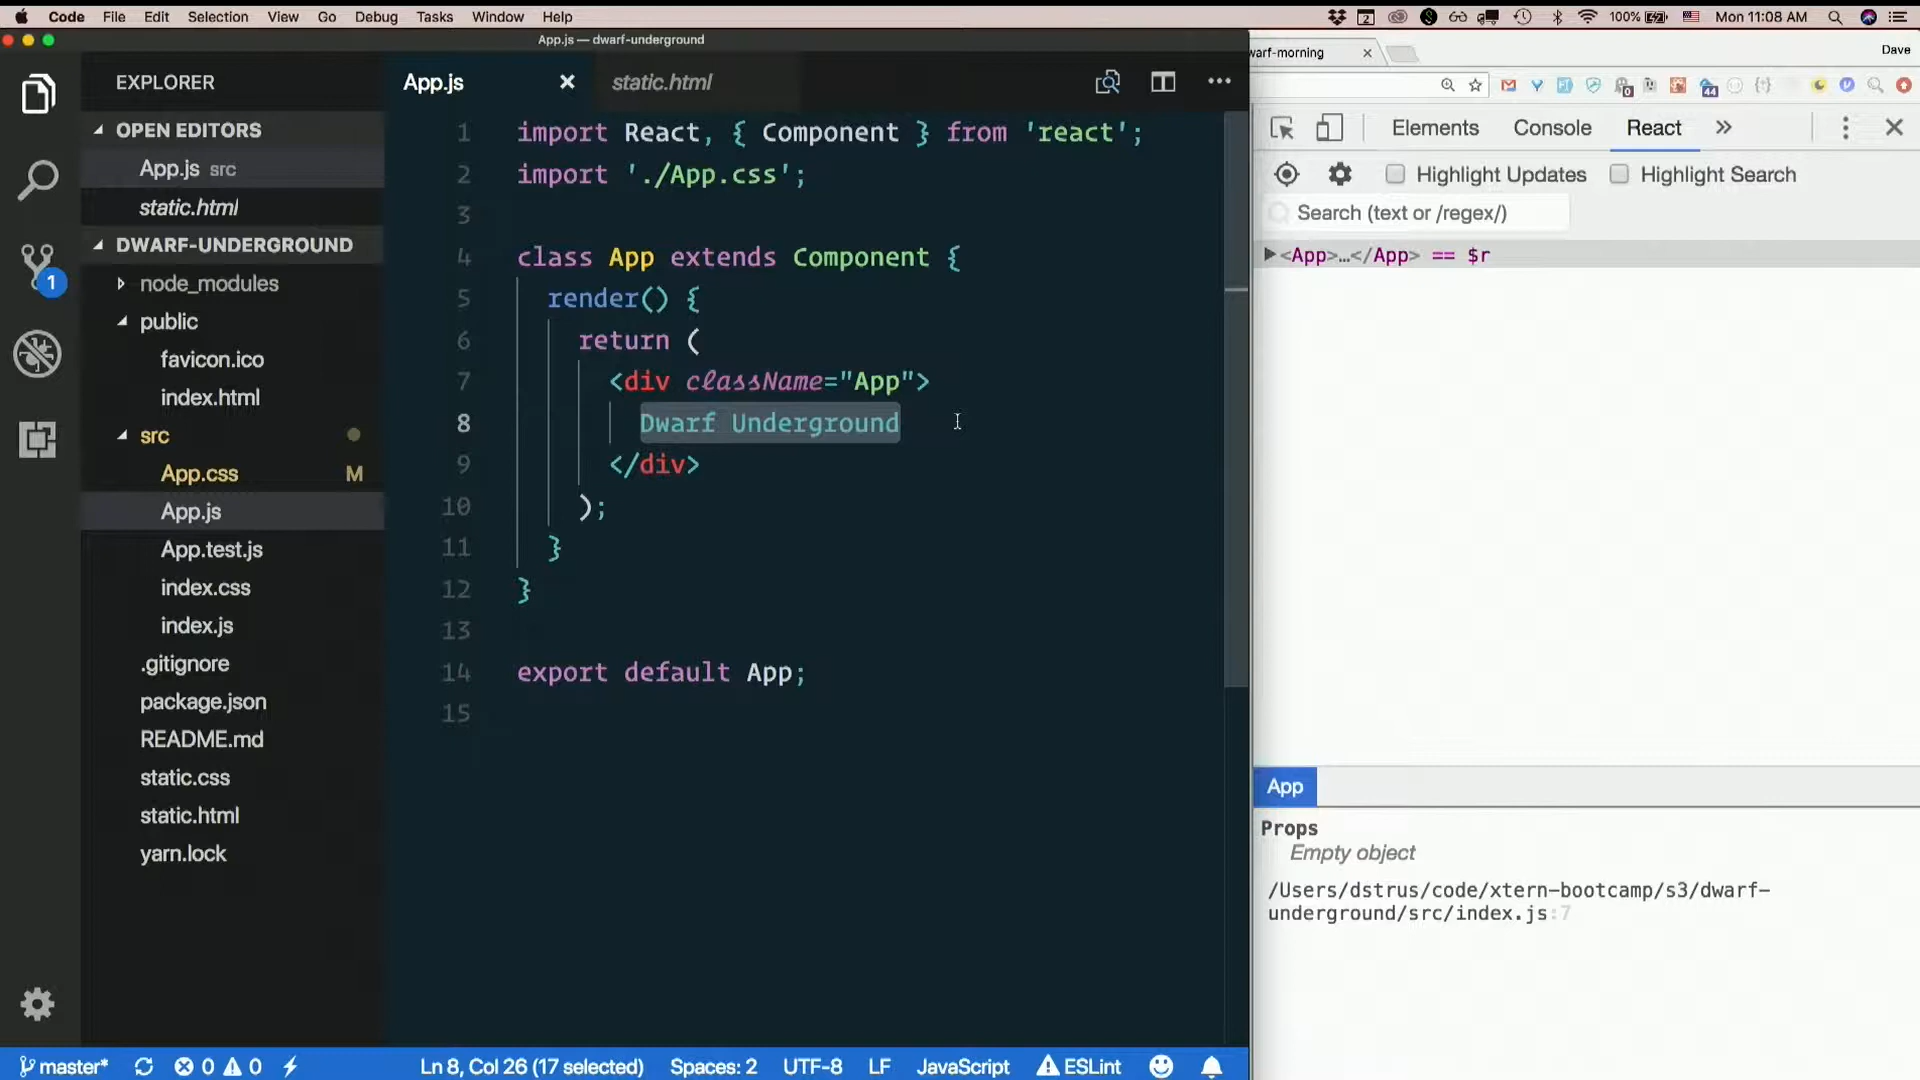 Code File Edit Selection View Go Debug Tasks Window Help
2 100% Mon 11:08 AM
App.js — dwarf-underground
EXPLORER
OPEN EDITORS
App.js src
static.html
DWARF-UNDERGROUND
node_modules
public
favicon.ico
index.html
src
App.css M
App.js
App.test.js
index.css
index.js
.gitignore
package.json
README.md
static.css
static.html
yarn.lock
1
App.js static.html
1 import React, { Component } from 'react';
2 import './App.css';
3
4 class App extends Component {
5 render() {
6 return (
7 <div className="App">
8 Dwarf Underground
9 </div>
10 );
11 }
12 }
13
14 export default App;
15
master* 0 0 Ln 8, Col 26 (17 selected) Spaces: 2 UTF-8 LF JavaScript ESLint
warf-morning Dave
0 44
Elements Console React »
Highlight Updates Highlight Search
Search (text or /regex/)
<App>…</App> == $r
App
Props
Empty object
/Users/dstrus/code/xtern-bootcamp/s3/dwarf-
underground/src/index.js:7